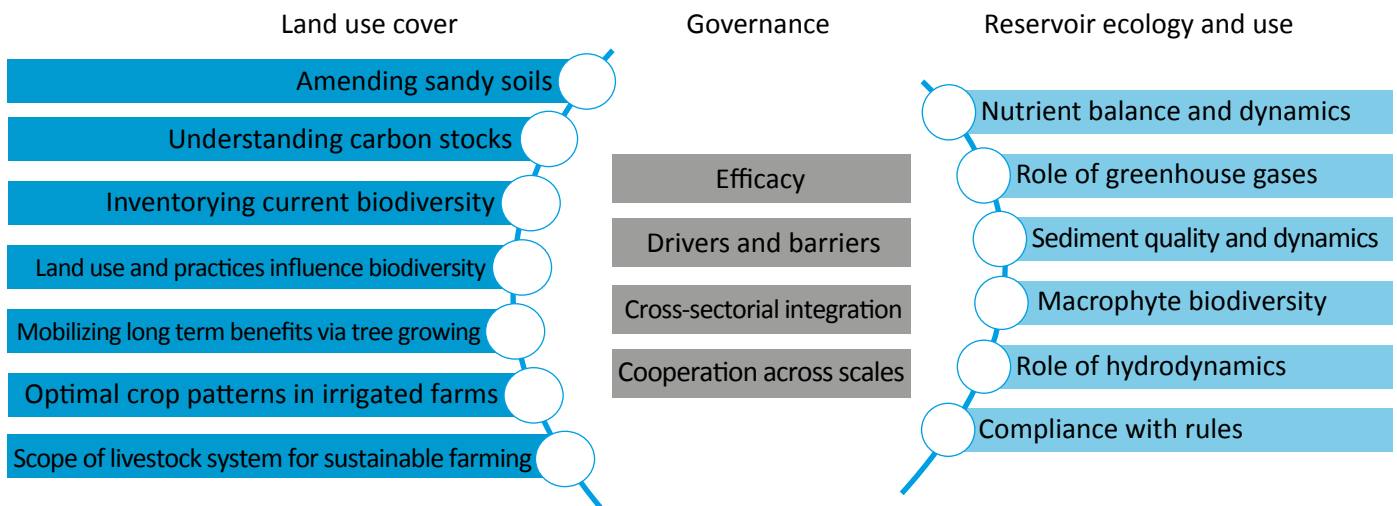 Land use cover
Amending sandy soils
Understanding carbon stocks
Inventorying current biodiversity
Land use and practices influence biodiversity
Mobilizing long term benefits via tree growing
Optimal crop patterns in irrigated farms
Scope of livestock system for sustainable farming
Governance
Efficacy
Drivers and barriers
Cross-sectorial integration
Cooperation across scales
Reservoir ecology and use
Nutrient balance and dynamics
Role of greenhouse gases
Sediment quality and dynamics
Macrophyte biodiversity
Role of hydrodynamics
Compliance with rules